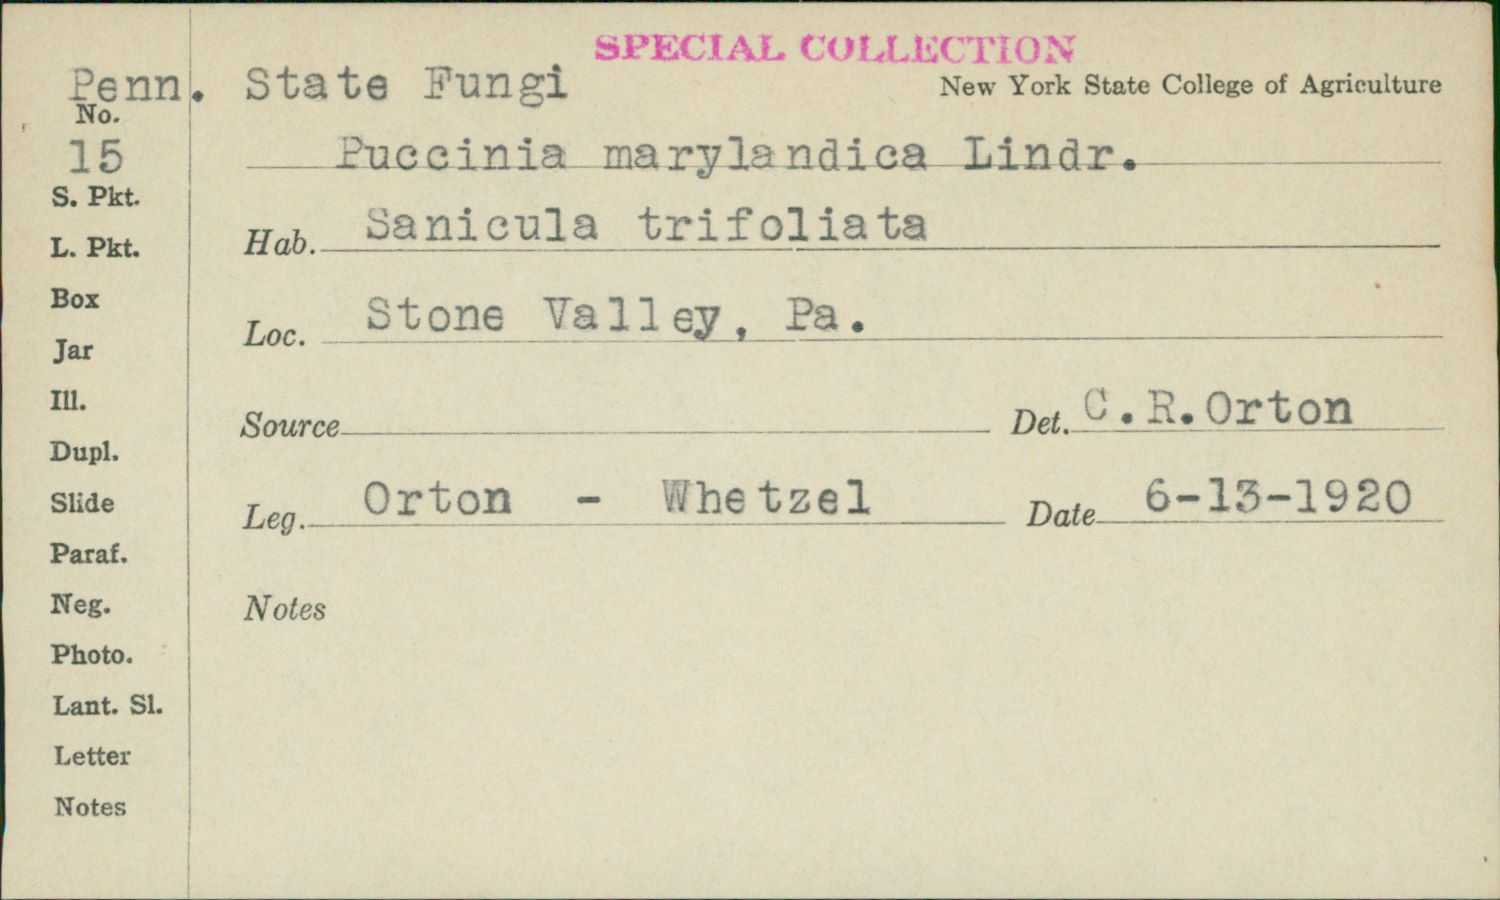 SPECIAL COLLECTION
Penn. State Fungi
New York State College of Agriculture
No.
15
Puccinia marylandica Lindr.
S. Pkt.
Hab. Sanicula trifoliata
L. Pkt.
Box
Loc. Stone Valley, Pa.
Jar
Ill.
Source
Det. C.R.Orton
Dupl.
Slide
Leg. Orton - Whetzel
Date 6-13-1920
Paraf.
Neg.
Notes
Photo.
Lant. Sl.
Letter
Notes